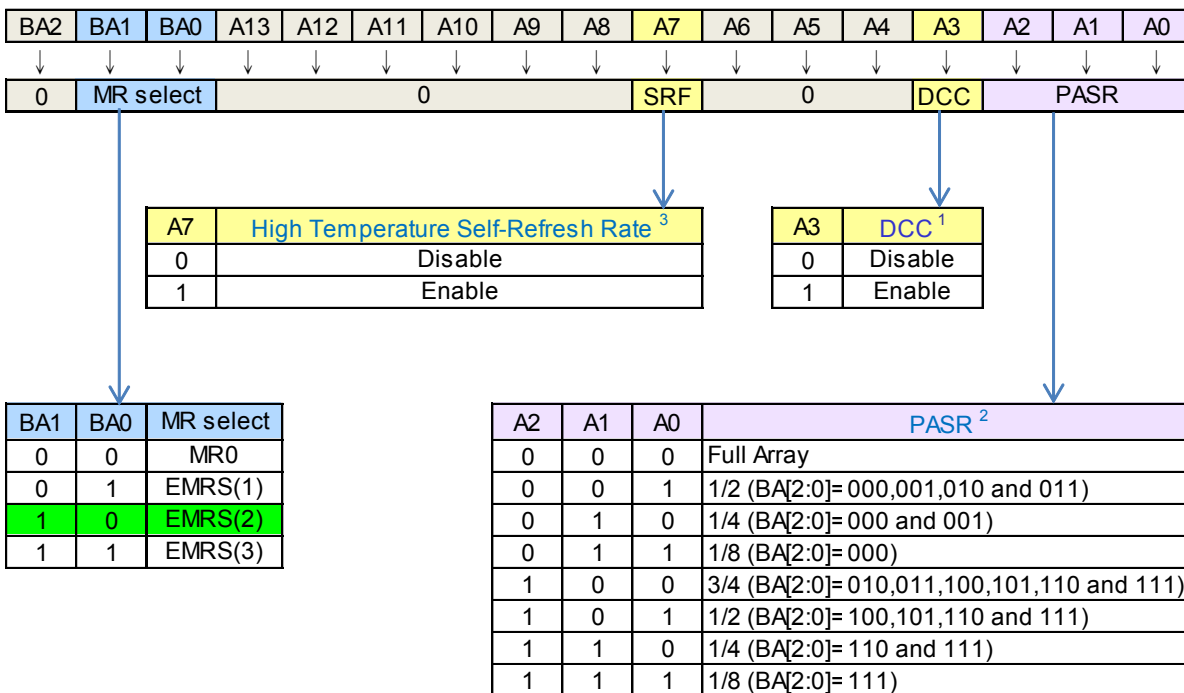 BA2 BA1 BA0 A13 A12 A11 A10 A9 A8 A7 A6 A5 A4 A3 A2 A1 A0
↓ ↓ ↓ ↓ ↓ ↓ ↓ ↓ ↓ ↓ ↓ ↓ ↓ ↓ ↓ ↓ ↓
0 MR select 0 SRF 0 DCC PASR
A7 High Temperature Self-Refresh Rate 3
0 Disable
1 Enable
A3 DCC 1
0 Disable
1 Enable
BA1 BA0 MR select
0 0 MR0
0 1 EMRS(1)
1 0 EMRS(2)
1 1 EMRS(3)
A2 A1 A0 PASR 2
0 0 0 Full Array
0 0 1 1/2 (BA[2:0]=000,001,010 and 011)
0 1 0 1/4 (BA[2:0]=000 and 001)
0 1 1 1/8 (BA[2:0]=000)
1 0 0 3/4 (BA[2:0]=010,011,100,101,110 and 111)
1 0 1 1/2 (BA[2:0]=100,101,110 and 111)
1 1 0 1/4 (BA[2:0]=110 and 111)
1 1 1 1/8 (BA[2:0]=111)